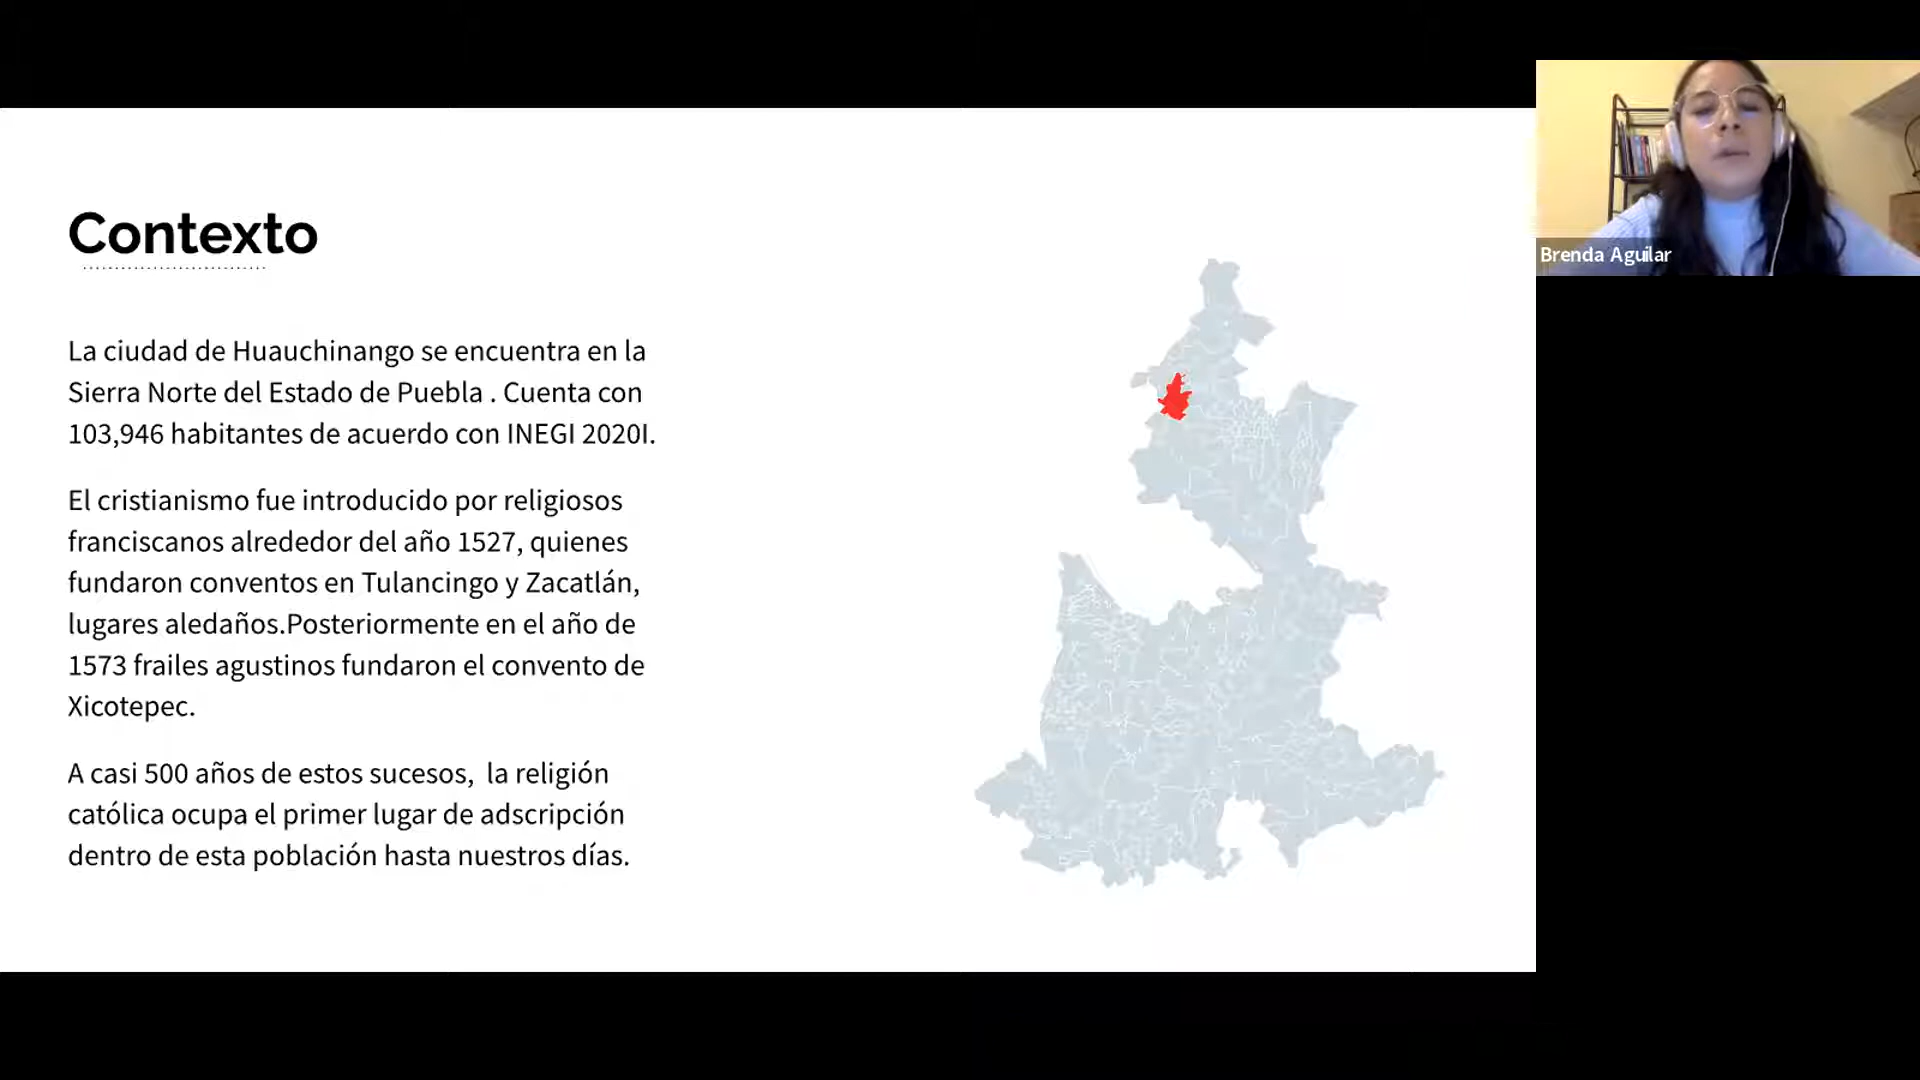 Contexto
La ciudad de Huauchinango se encuentra en la
Sierra Norte del Estado de Puebla . Cuenta con
103,946 habitantes de acuerdo con INEGI 2020I.
El cristianismo fue introducido por religiosos
franciscanos alrededor del año 1527, quienes
fundaron conventos en Tulancingo y Zacatlán,
lugares aledaños.Posteriormente en el año de
1573 frailes agustinos fundaron el convento de
Xicotepec.
A casi 500 años de estos sucesos,  la religión
católica ocupa el primer lugar de adscripción
dentro de esta población hasta nuestros días.
Brenda Aguilar